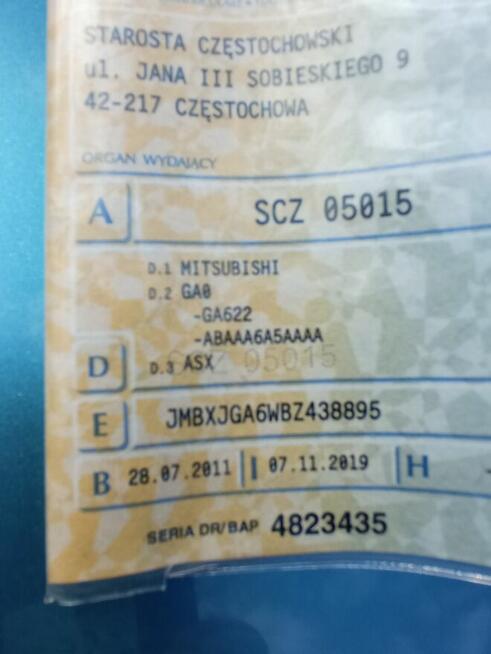 STAROSTA CZĘSTOCHOWSKI
ul. JANA III SOBIESKIEGO 9
42-217 CZĘSTOCHOWA
ORGAN WYDAJĄCY
A SCZ 05015
D.1 MITSUBISHI
D.2 GA0
-GA622
-ABAAA6A5AAAA
SCZ 05015
D D.3 ASX
E JMBXJGA6WBZ438895
B 28.07.2011 I 07.11.2019 H
SERIA DR/BAP 4823435